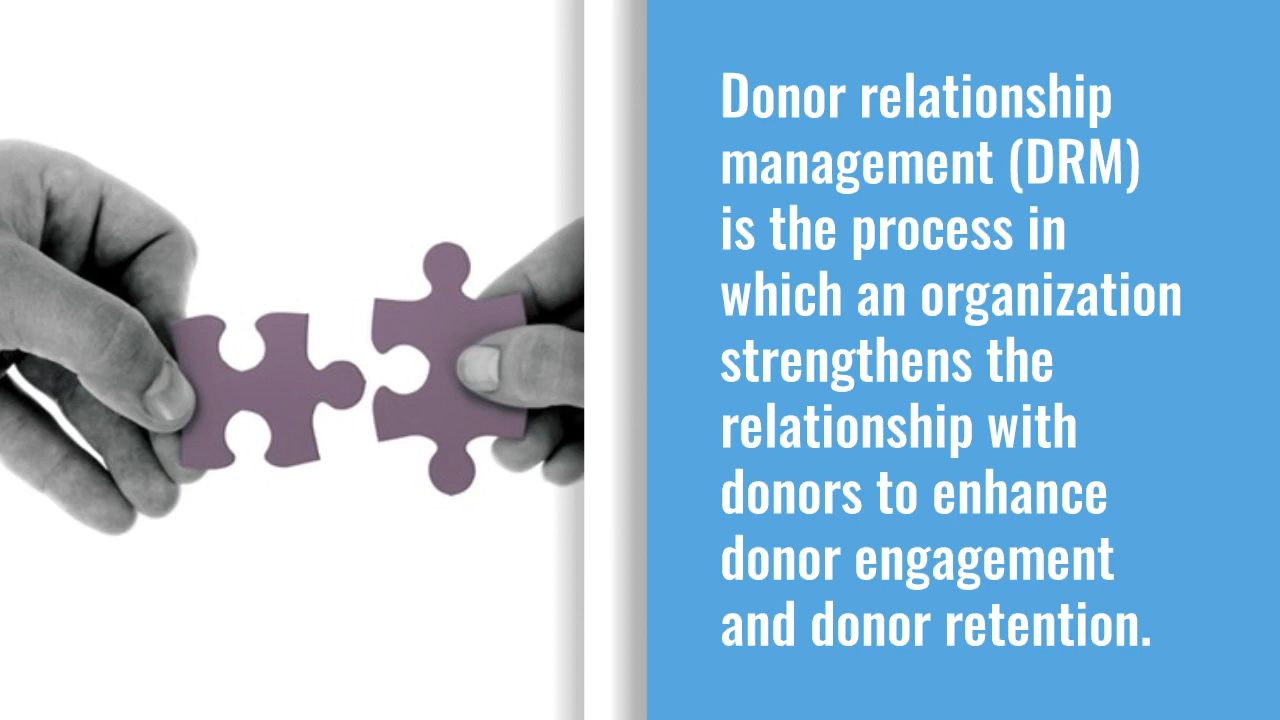 Donor relationship
management (DRM)
is the process in
which an organization
strengthens the
relationship with
donors to enhance
donor engagement
and donor retention.